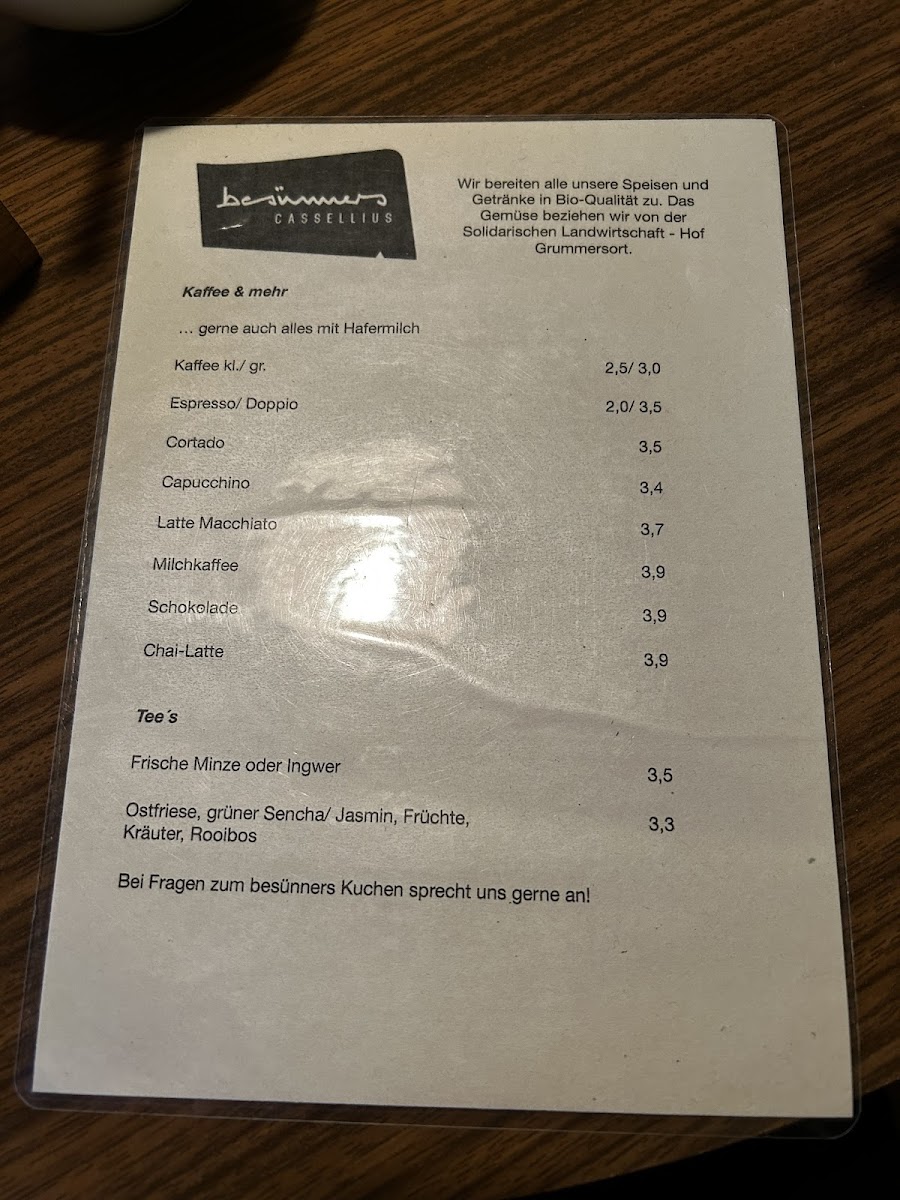 besünners
CASSELLIUS
Wir bereiten alle unsere Speisen und
Getränke in Bio-Qualität zu. Das
Gemüse beziehen wir von der
Solidarischen Landwirtschaft - Hof
Grummersort.
Kaffee & mehr
... gerne auch alles mit Hafermilch
Kaffee kl./ gr. 2,5/ 3,0
Espresso/ Doppio 2,0/ 3,5
Cortado 3,5
Capucchino 3,4
Latte Macchiato 3,7
Milchkaffee 3,9
Schokolade 3,9
Chai-Latte 3,9
Tee´s
Frische Minze oder Ingwer 3,5
Ostfriese, grüner Sencha/ Jasmin, Früchte,
Kräuter, Rooibos 3,3
Bei Fragen zum besünners Kuchen sprecht uns gerne an!